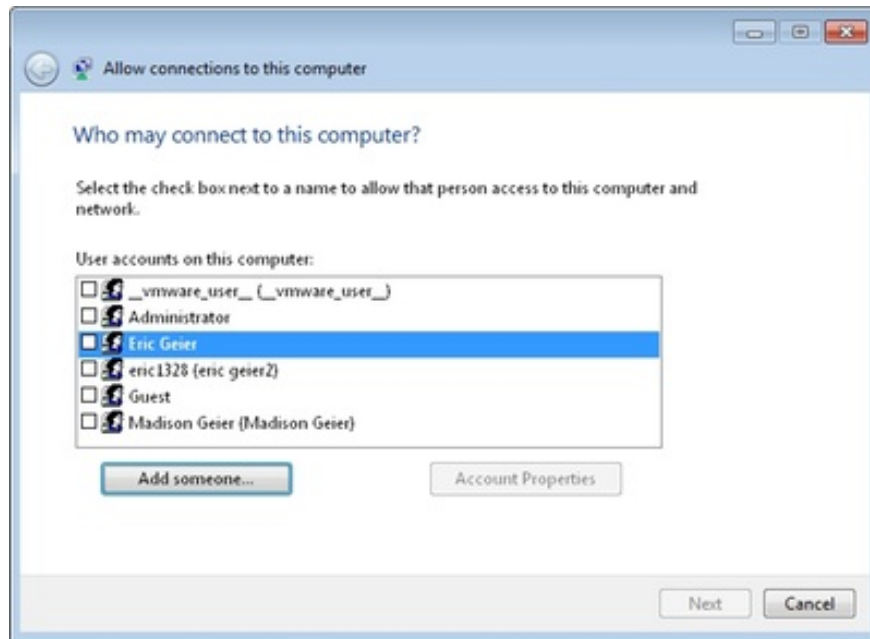 Allow connections to this computer
Who may connect to this computer?
Select the check box next to a name to allow that person access to this computer and
network.
User accounts on this computer:
__vmware_user__ (__vmware_user__)
Administrator
Eric Geier
eric1328 (eric geier2)
Guest
Madison Geier (Madison Geier)
Add someone... Account Properties
Next Cancel